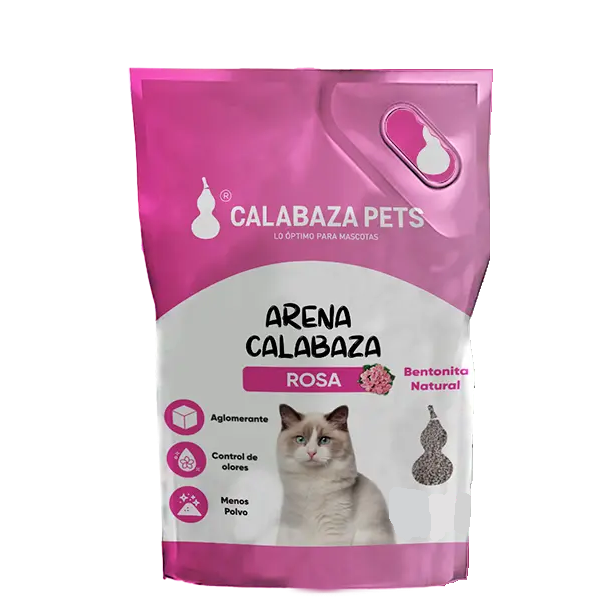 ®
CALABAZA PETS
LO ÓPTIMO PARA MASCOTAS
ARENA
CALABAZA
ROSA
Bentonita
Natural
Aglomerante
Control de
olores
Menos
Polvo